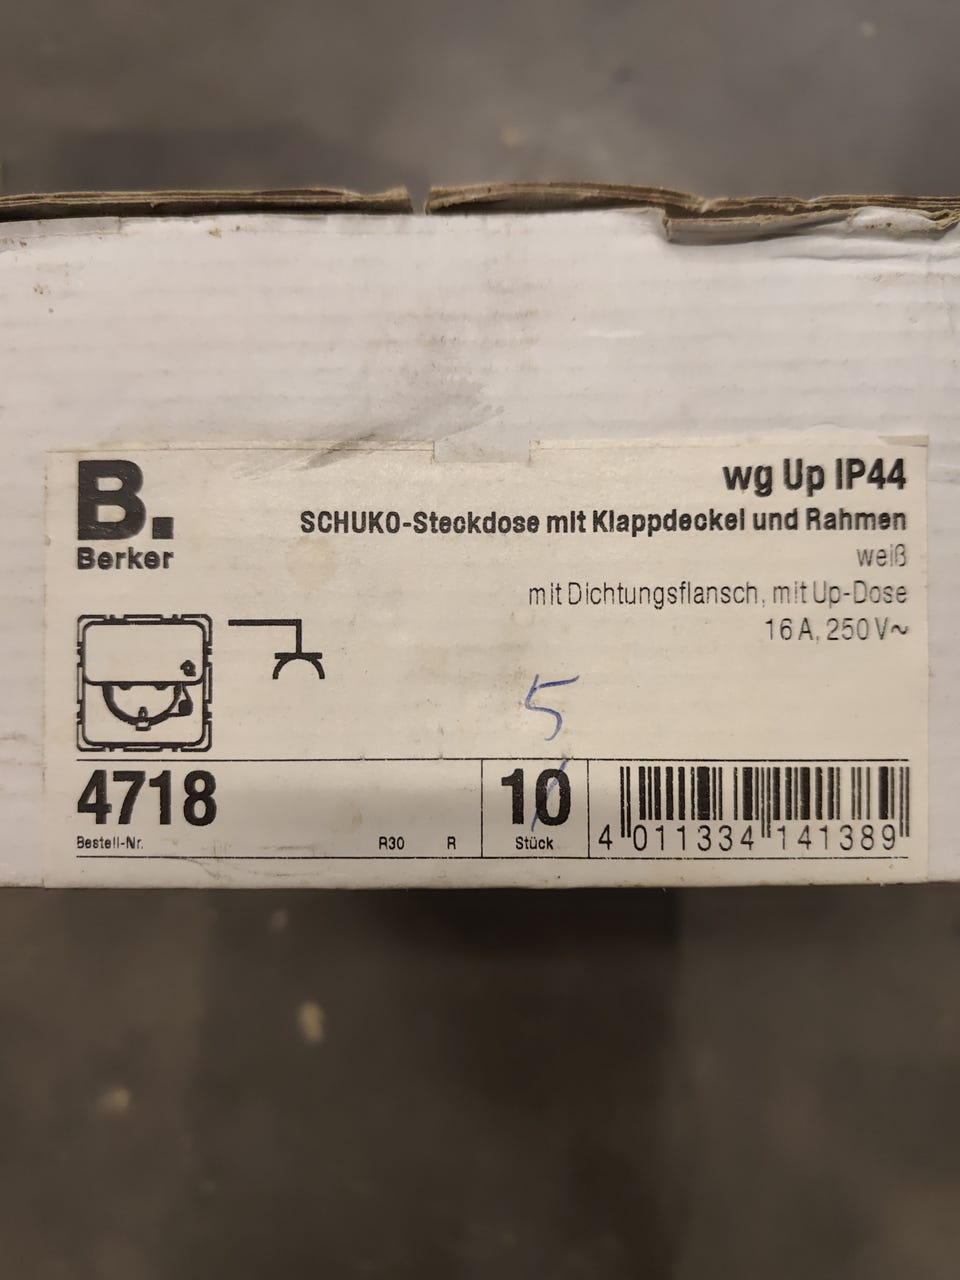 B.
Berker
wg Up IP44
SCHUKO-Steckdose mit Klappdeckel und Rahmen
weiß
mit Dichtungsflansch, mit Up-Dose
16 A, 250 V~
5
4718
Bestell-Nr.
R30 R
10
Stück
4 011334 141389